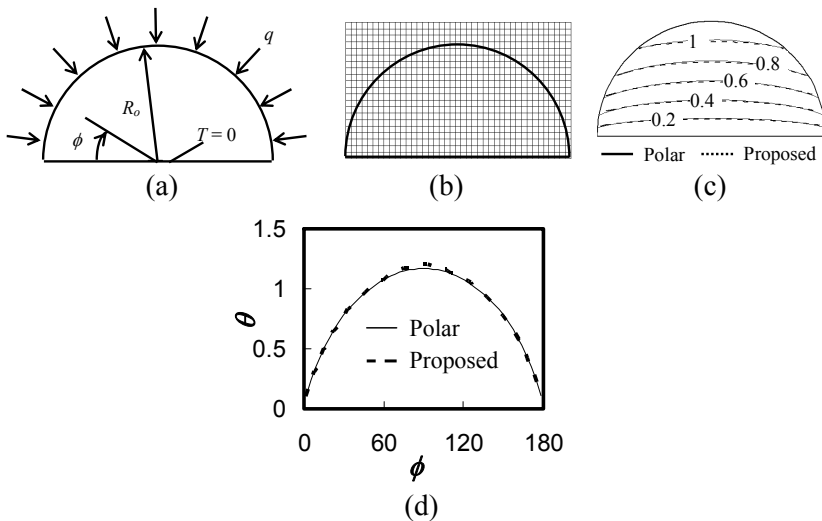 q
R_o
ϕ
T = 0
(a)
(b)
1
0.8
0.6
0.4
0.2
Polar
Proposed
(c)
1.5
1
0.5
0
θ
Polar
Proposed
0
60
120
180
ϕ
(d)